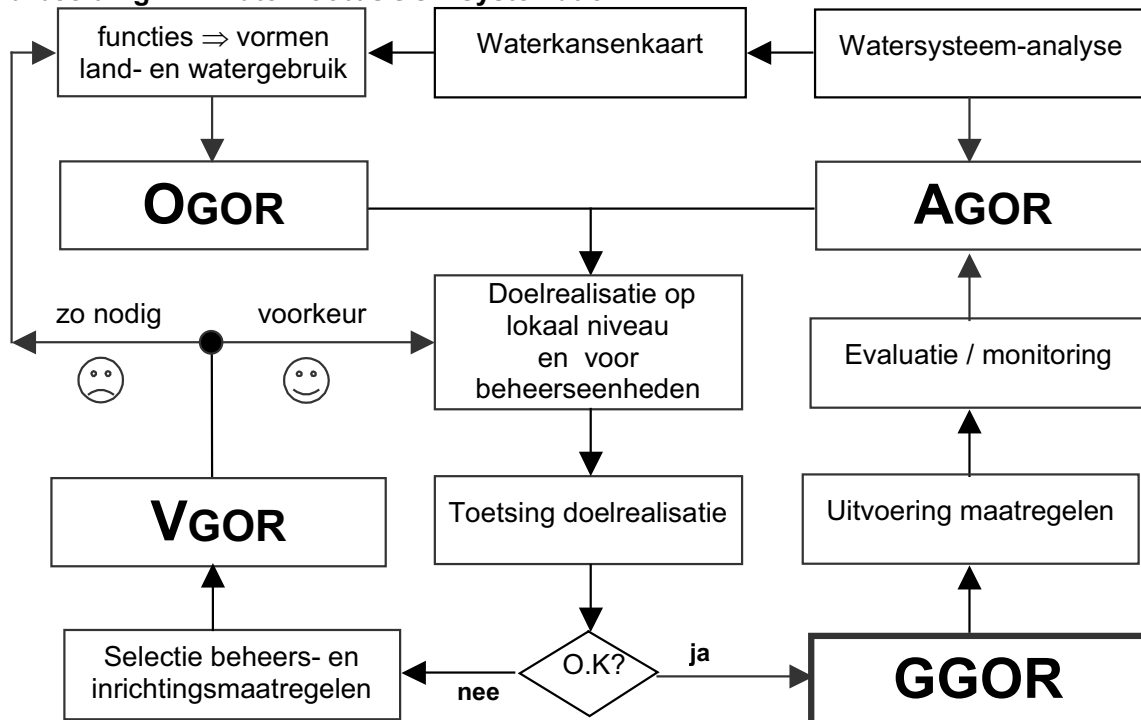 functies ⇒ vormen
land- en watergebruik
Waterkansenkaart
Watersysteem-analyse
OGOR
AGOR
Doelrealisatie op
lokaal niveau
en voor
beheerseenheden
zo nodig
voorkeur
Evaluatie / monitoring
VGOR
Toetsing doelrealisatie
Uitvoering maatregelen
Selectie beheers- en
inrichtingsmaatregelen
nee
O.K?
ja
GGOR